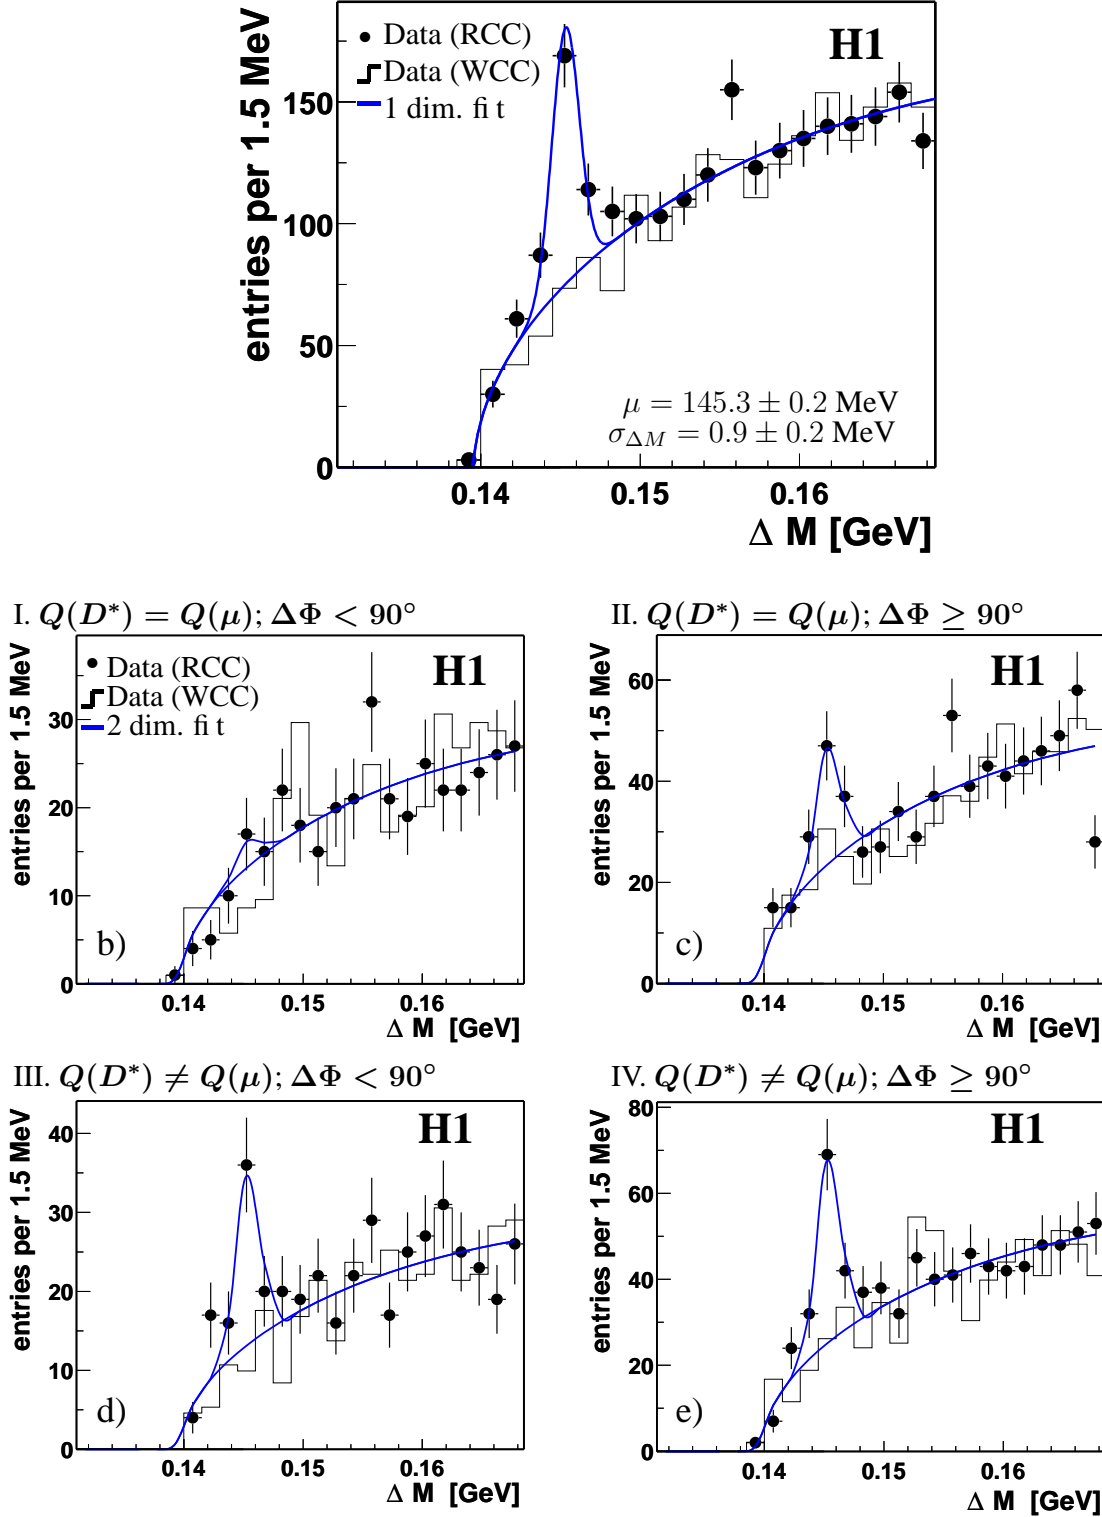 Data (RCC)
Data (WCC)
1 dim. fit
H1
entries per 1.5 MeV
150
100
50
0
μ = 145.3 ± 0.2 MeV
σΔM = 0.9 ± 0.2 MeV
0.14 0.15 0.16
Δ M [GeV]
I. Q(D*) = Q(μ); ΔΦ < 90°
Data (RCC)
Data (WCC)
2 dim. fit
H1
entries per 1.5 MeV
30
20
10
0
b)
0.14 0.15 0.16
Δ M [GeV]
II. Q(D*) = Q(μ); ΔΦ ≥ 90°
H1
entries per 1.5 MeV
60
40
20
0
c)
0.14 0.15 0.16
Δ M [GeV]
III. Q(D*) ≠ Q(μ); ΔΦ < 90°
H1
entries per 1.5 MeV
40
30
20
10
0
d)
0.14 0.15 0.16
Δ M [GeV]
IV. Q(D*) ≠ Q(μ); ΔΦ ≥ 90°
H1
entries per 1.5 MeV
80
60
40
20
0
e)
0.14 0.15 0.16
Δ M [GeV]